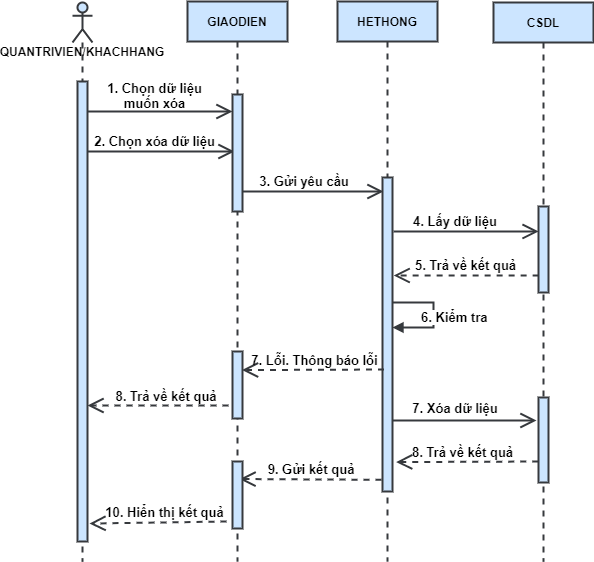 GIAODIEN
HETHONG
CSDL
QUANTRIVIEN/KHACHHANG
1. Chọn dữ liệu
muốn xóa
2. Chọn xóa dữ liệu
3. Gửi yêu cầu
4. Lấy dữ liệu
5. Trả về kết quả
6. Kiểm tra
7. Lỗi. Thông báo lỗi
8. Trả về kết quả
7. Xóa dữ liệu
8. Trả về kết quả
9. Gửi kết quả
10. Hiển thị kết quả